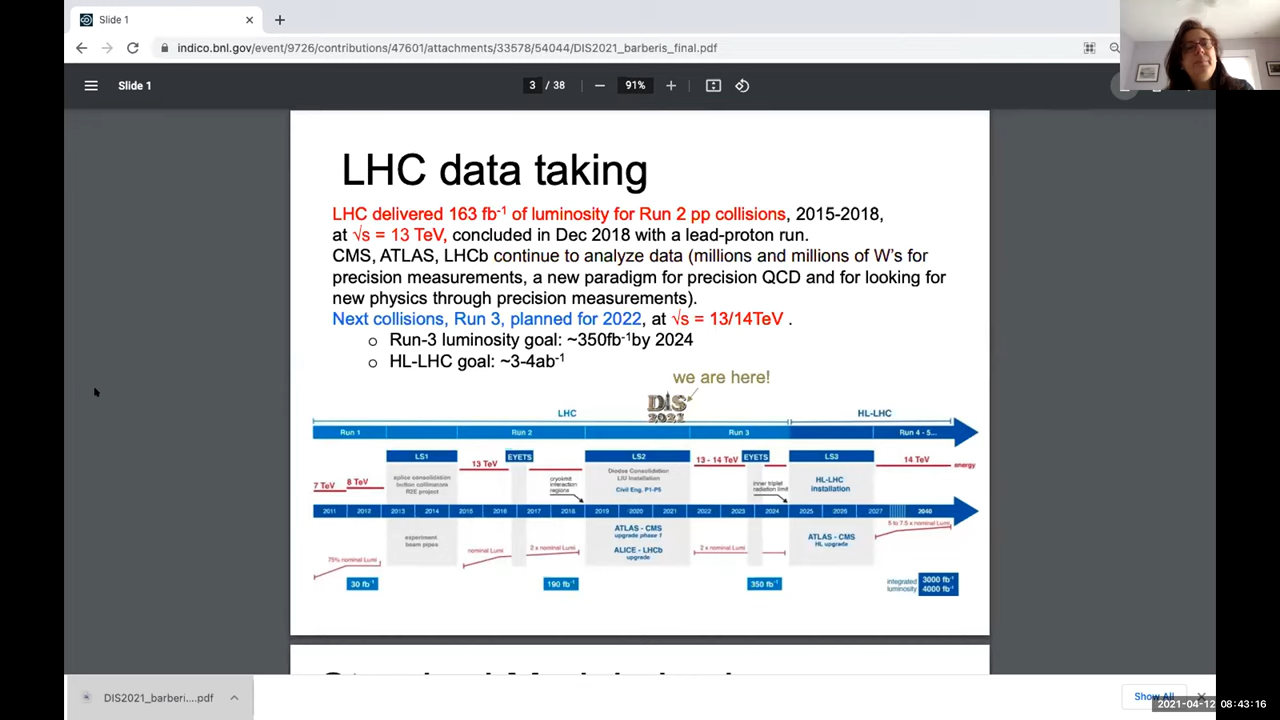 Slide 1
indico.bnl.gov/event/9726/contributions/47601/attachments/33578/54044/DIS2021_barberis_final.pdf
Slide 1
3 / 38
91%
LHC data taking
LHC delivered 163 fb-1 of luminosity for Run 2 pp collisions, 2015-2018,
at √s = 13 TeV, concluded in Dec 2018 with a lead-proton run.
CMS, ATLAS, LHCb continue to analyze data (millions and millions of W's for
precision measurements, a new paradigm for precision QCD and for looking for
new physics through precision measurements).
Next collisions, Run 3, planned for 2022, at √s = 13/14TeV .
o Run-3 luminosity goal: ~350fb-1by 2024
o HL-LHC goal: ~3-4ab-1
we are here!
DIS
2021
LHC HL-LHC
Run 1 Run 2 Run 3 Run 4 - 5...
LS1 EYETS LS2 EYETS LS3
7 TeV 8 TeV 13 TeV 13 - 14 TeV 14 TeV energy
splice consolidation
button collimators
R2E project
cryolimit
interaction
regions
Diodes Consolidation
LIU Installation
Civil Eng. P1-P5
inner triplet
radiation limit
HL-LHC
installation
2011 2012 2013 2014 2015 2016 2017 2018 2019 2020 2021 2022 2023 2024 2025 2026 2027 2040
experiment
beam pipes
ATLAS - CMS
upgrade phase 1
ALICE - LHCb
upgrade
ATLAS - CMS
HL upgrade
5 to 7.5 x nominal Lumi
75% nominal Lumi
nominal Lumi
2 x nominal Lumi
2 x nominal Lumi
30 fb-1 190 fb-1 350 fb-1
integrated
luminosity
3000 fb-1
4000 fb-1
DIS2021_barberi....pdf
Show All
2021-04-12 08:43:16